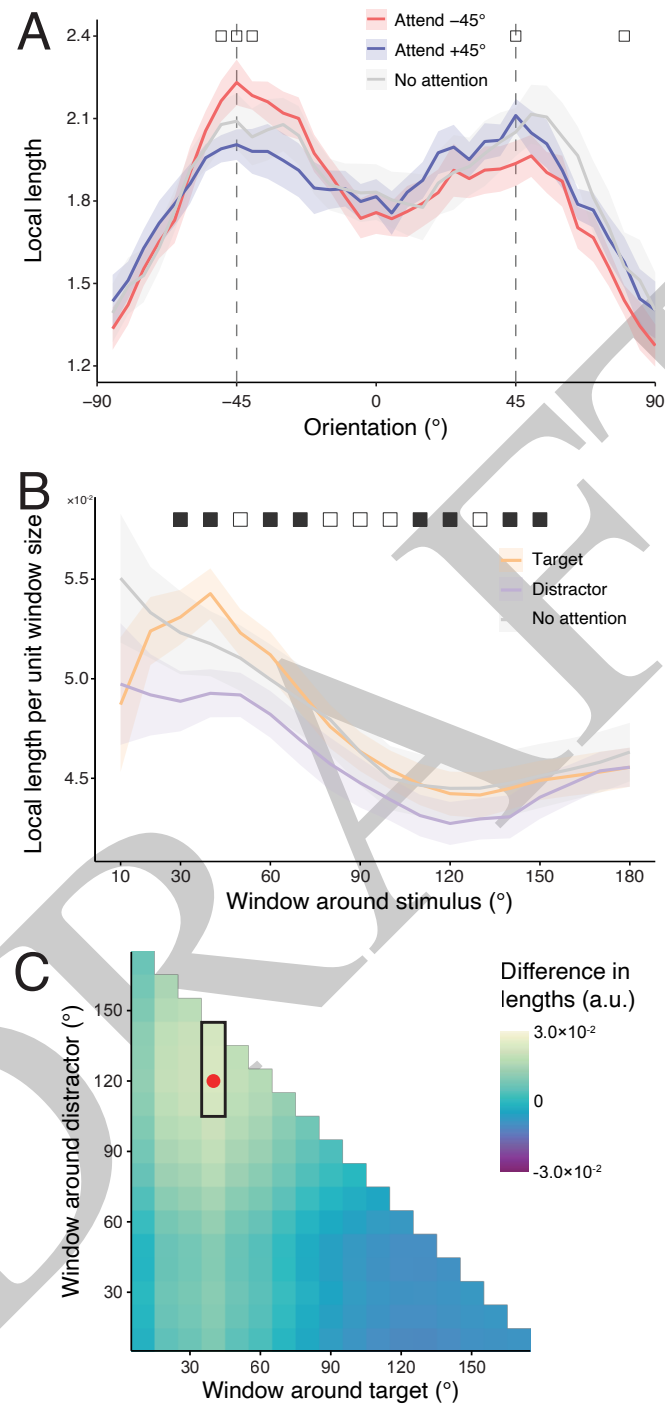 A
Attend −45°
Attend +45°
No attention
Local length
2.4
2.1
1.8
1.5
1.2
−90
−45
0
45
90
Orientation (°)
B
×10⁻²
Local length per unit window size
5.5
5.0
4.5
Target
Distractor
No attention
10
30
60
90
120
150
180
Window around stimulus (°)
C
Window around distractor (°)
150
120
90
60
30
30
60
90
120
150
Window around target (°)
Difference in
lengths (a.u.)
3.0×10⁻²
0
-3.0×10⁻²
DRAFT